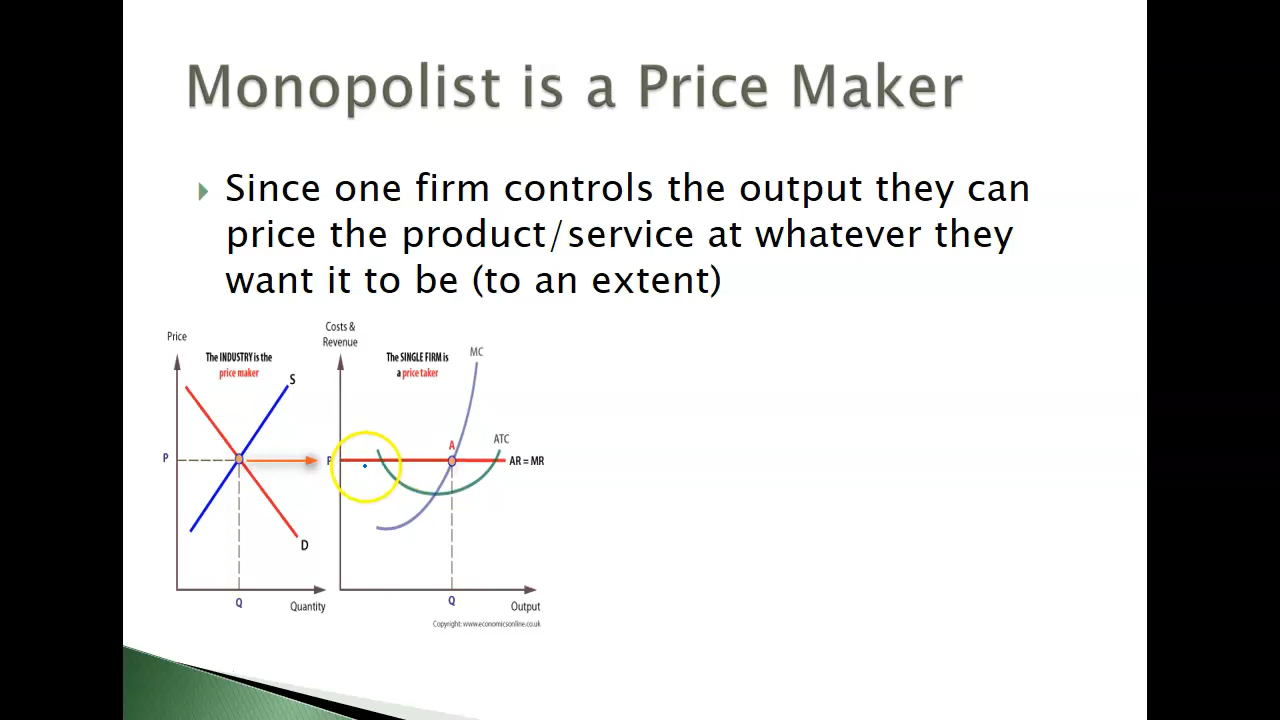 Monopolist is a Price Maker
Since one firm controls the output they can
price the product/service at whatever they
want it to be (to an extent)
Price
The INDUSTRY is the
price maker
S
P
D
Q
Quantity
Costs &
Revenue
The SINGLE FIRM is
a price taker
MC
A
ATC
P
AR = MR
Q
Output
Copyright: www.economicsonline.co.uk